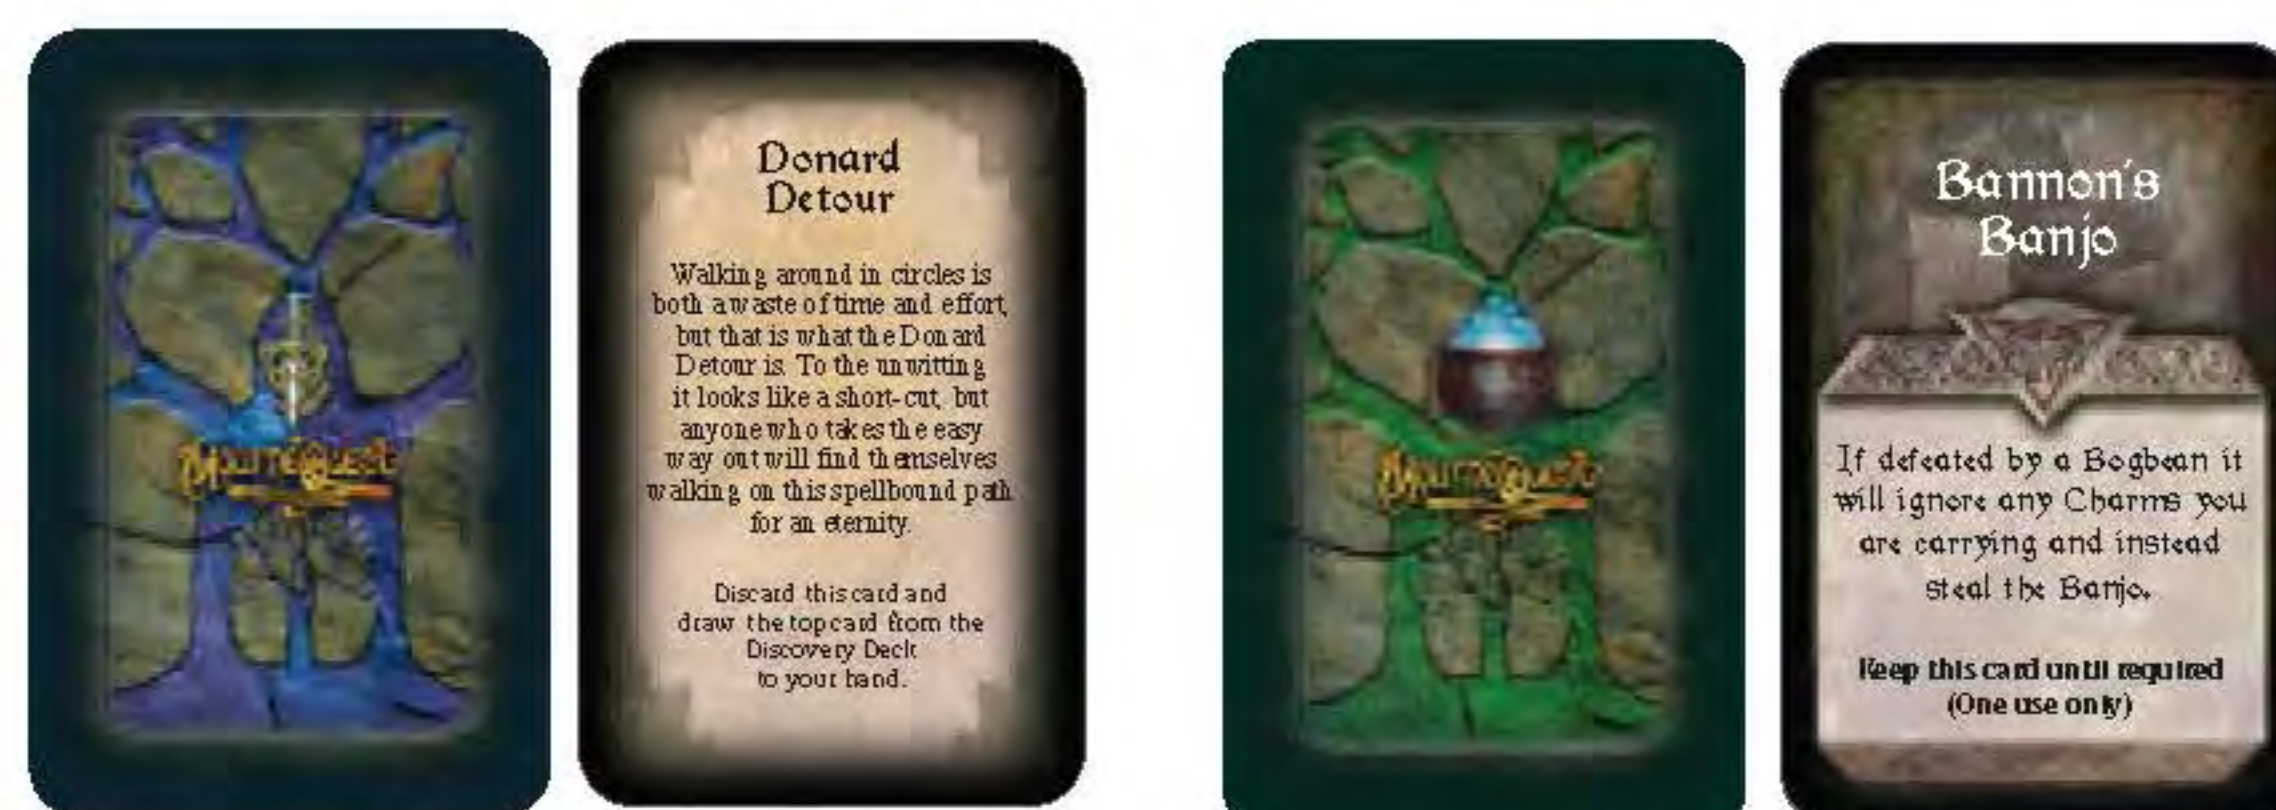 MourneQuest
Donard
Detour
Walking around in circles is
both a waste of time and effort,
but that is what the Donard
Detour is. To the unwitting
it looks like a short-cut, but
anyone who takes the easy
way out will find themselves
walking on this spellbound path
for an eternity.
Discard this card and
draw the top card from the
Discovery Deck
to your hand.
MourneQuest
Bannon's
Banjo
If defeated by a Bogbean it
will ignore any Charms you
are carrying and instead
steal the Banjo.
Keep this card until required
(One use only)